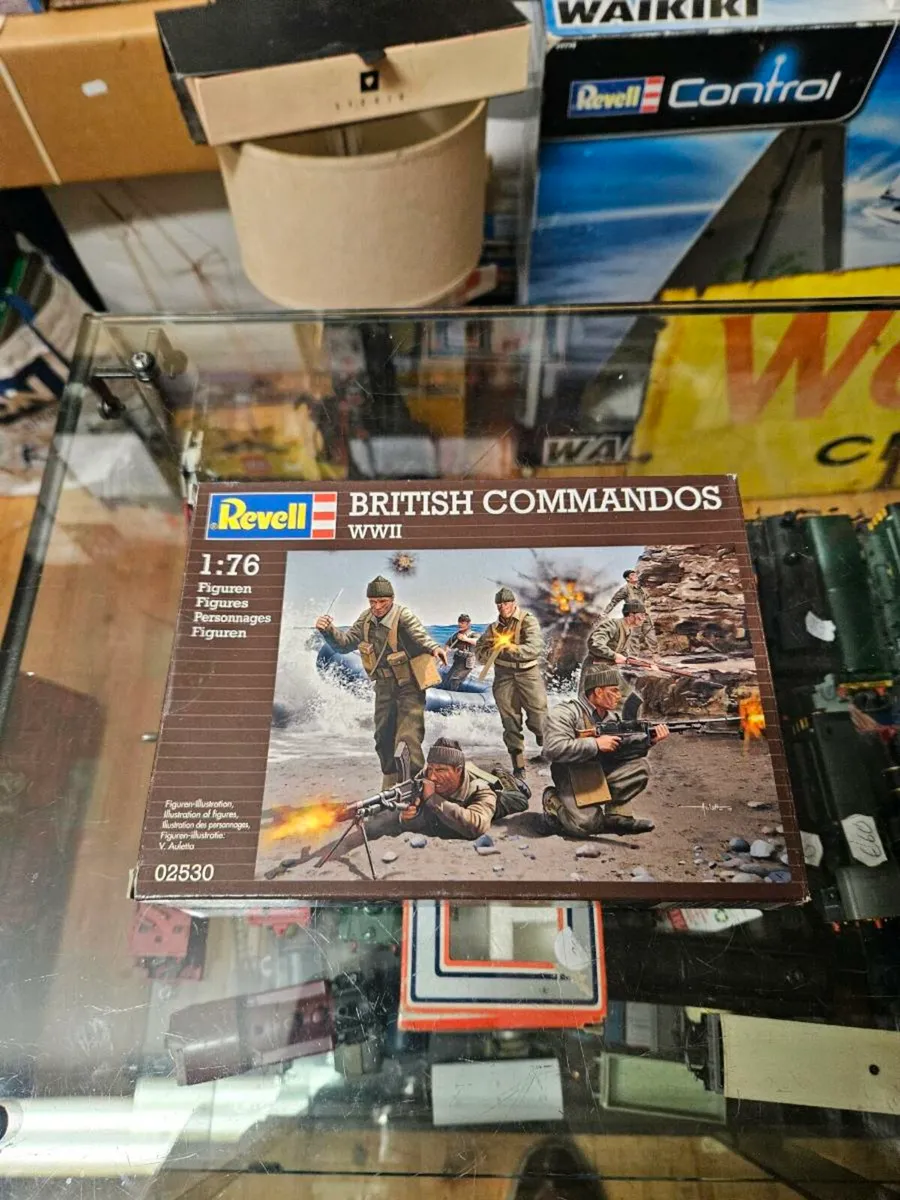 WAIKIKI
Revell Control
WAL
Revell
BRITISH COMMANDOS
WWII
1:76
Figuren
Figures
Personnages
Figuren
Figuren-Illustration,
Illustration of figures,
Illustration des personnages,
Figuren-illustratie:
V. Auletta
02530